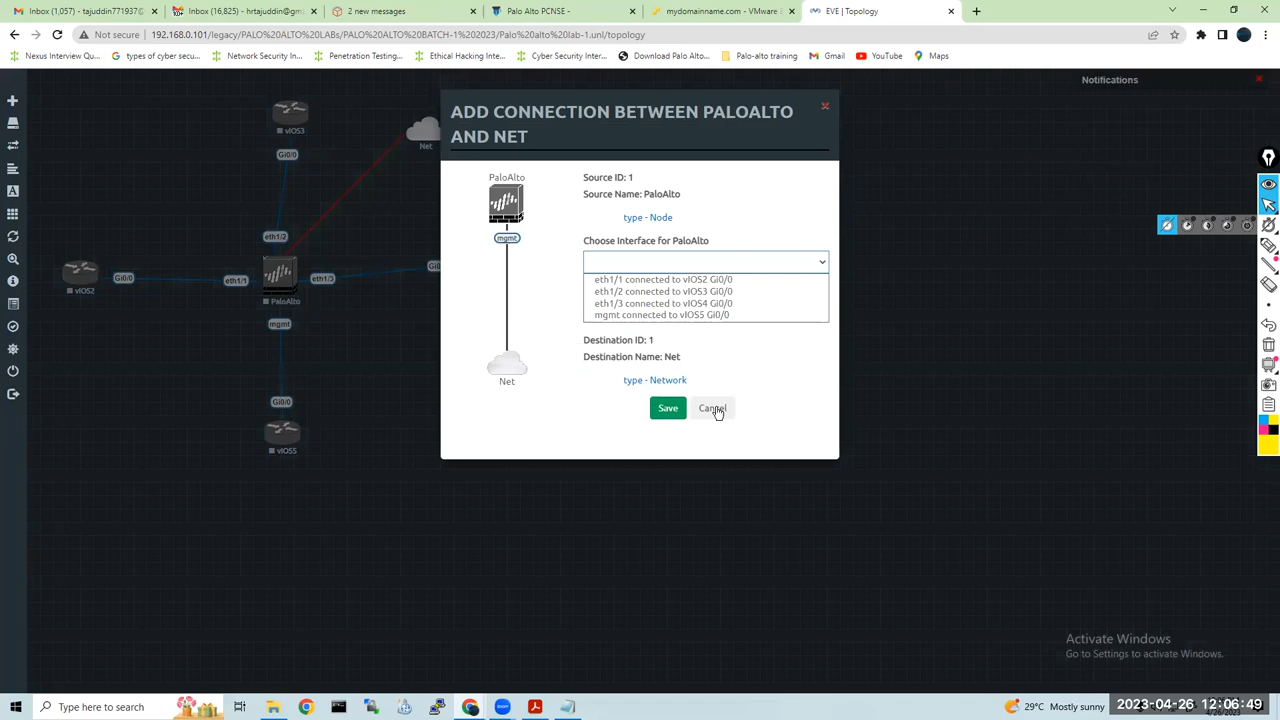 Inbox (1,055) - tajuddin771937@
Inbox (16,825) - hrtajuddin@gm
2 new messages
Palo Alto PCNSE -
mydomainname.com - VMware
EVE | Topology
Not secure
192.168.0.101/legacy/PALO%20ALTO%20LABs/PALO%20ALTO%20BATCH-1%202023/Palo%20alto%20lab-1.unl/topology
Nexus Interview Qu...
types of cyber secu...
Network Security In...
Penetration Testing...
Ethical Hacking Inte...
Cyber Security Inter...
Download Palo Alto...
Palo-alto training
Gmail
YouTube
Maps
Notifications
ADD CONNECTION BETWEEN PALOALTO
AND NET
vIOS3
Gi0/0
Net
eth1/2
vIOS2
Gi0/0
eth1/1
PaloAlto
eth1/3
mgmt
Gi0/0
vIOS5
PaloAlto
mgmt
Net
Source ID: 1
Source Name: PaloAlto
type - Node
Choose Interface for PaloAlto
eth1/1 connected to vIOS2 Gi0/0
eth1/2 connected to vIOS3 Gi0/0
eth1/3 connected to vIOS4 Gi0/0
mgmt connected to vIOS5 Gi0/0
Destination ID: 1
Destination Name: Net
type - Network
Save
Cancel
Activate Windows
Go to Settings to activate Windows.
Type here to search
29°C Mostly sunny
2023-04-26 12:06:49